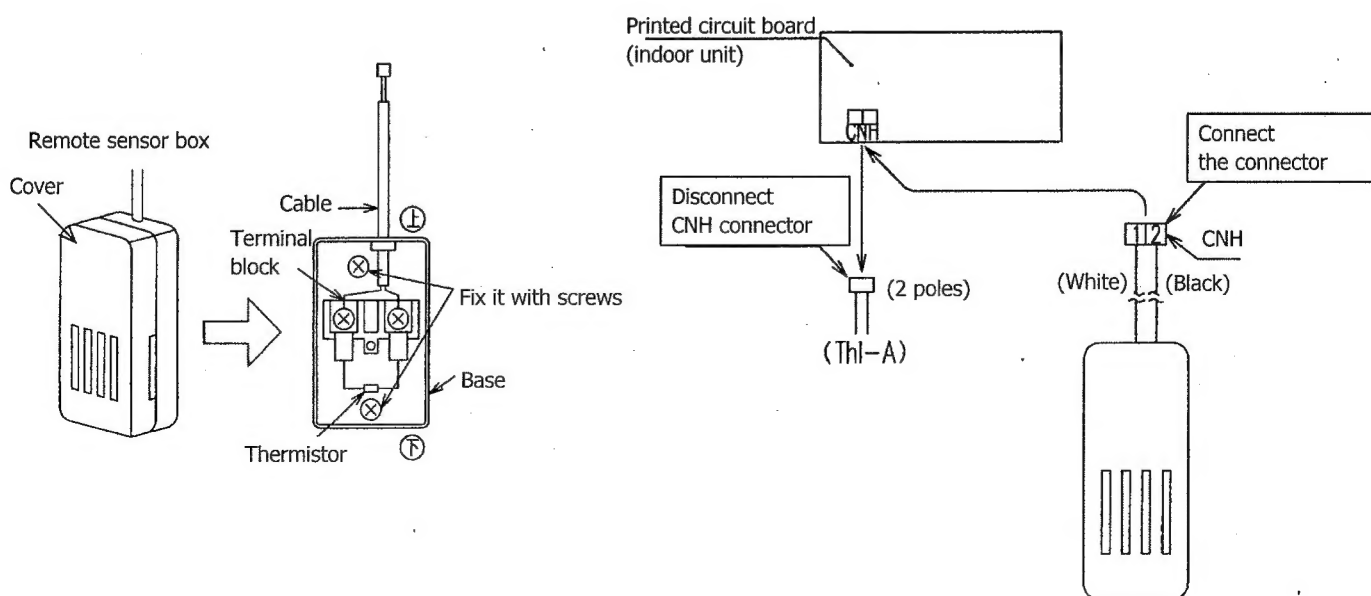 Remote sensor box
Cover
Cable
上
Terminal
block
Fix it with screws
Base
Thermistor
下
Printed circuit board
(indoor unit)
CNH
Disconnect
CNH connector
(2 poles)
(ThI-A)
Connect
the connector
1 2
CNH
(White)
(Black)